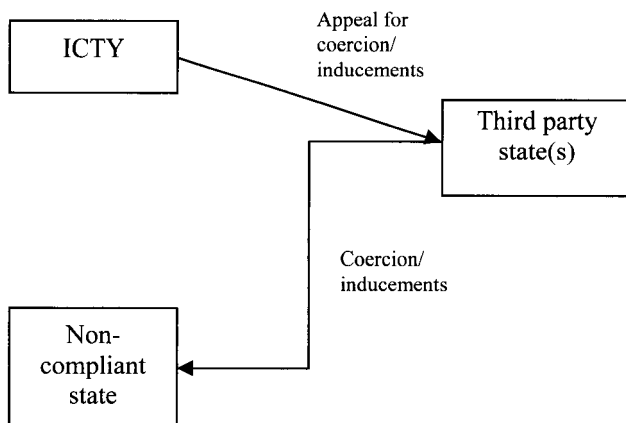 ICTY
Appeal for
coercion/
inducements
Third party
state(s)
Coercion/
inducements
Non-
compliant
state